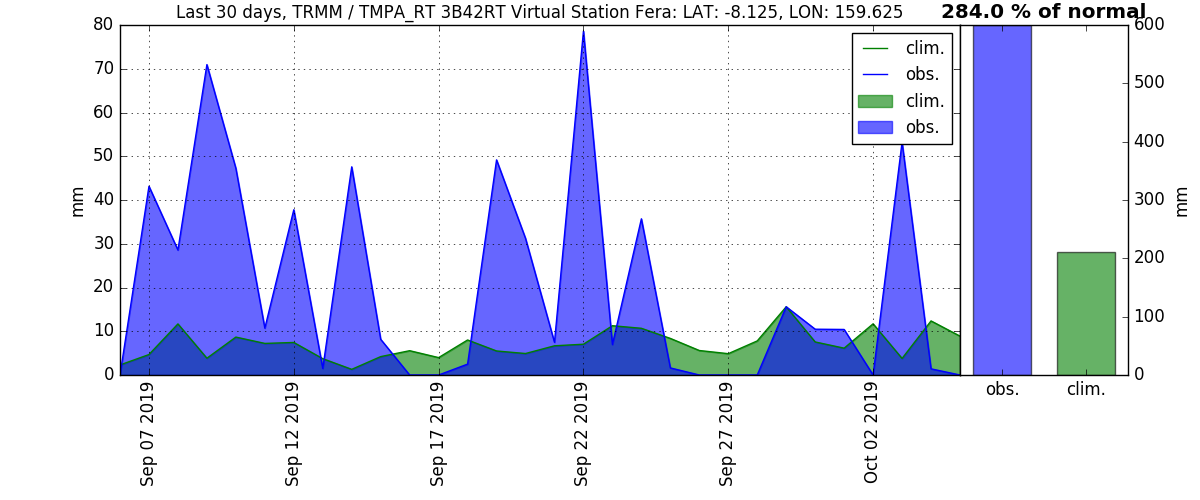 Last 30 days, TRMM / TMPA_RT 3B42RT Virtual Station Fera: LAT: -8.125, LON: 159.625
284.0 % of normal
80
70
60
50
40
30
20
10
0
mm
clim.
obs.
clim.
obs.
Sep 07 2019
Sep 12 2019
Sep 17 2019
Sep 22 2019
Sep 27 2019
Oct 02 2019
600
500
400
300
200
100
0
mm
obs.
clim.